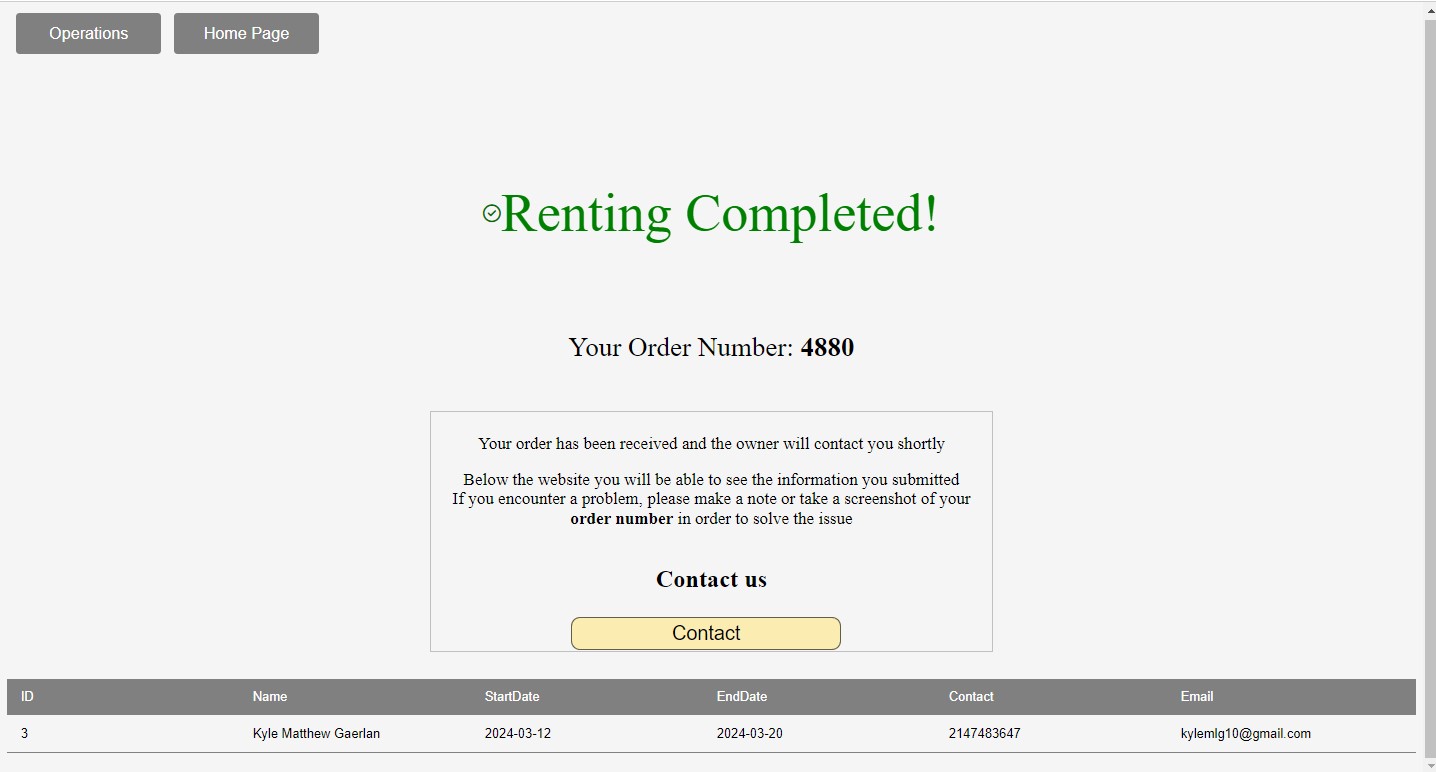 Operations Home Page
Renting Completed!
Your Order Number: 4880
Your order has been received and the owner will contact you shortly
Below the website you will be able to see the information you submitted
If you encounter a problem, please make a note or take a screenshot of your
order number in order to solve the issue
Contact us
Contact
ID Name StartDate EndDate Contact Email
3 Kyle Matthew Gaerlan 2024-03-12 2024-03-20 2147483647 kylemlg10@gmail.com